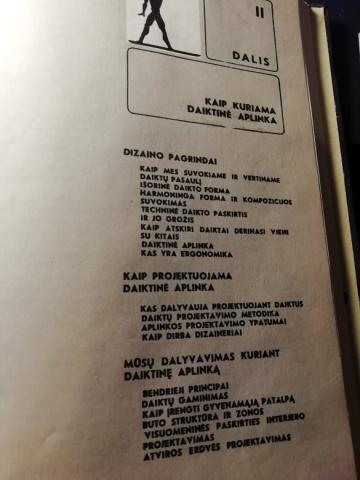 II
DALIS
KAIP KURIAMA
DAIKTINĖ APLINKA
DIZAINO PAGRINDAI
KAIP MES SUVOKIAME IR VERTINAME
DAIKTŲ PASAULĮ
IŠORINĖ DAIKTO FORMA
HARMONINGA FORMA IR KOMPOZICIJOS
SUVOKIMAS
TECHNINĖ DAIKTO PASKIRTIS
IR JO GROŽIS
KAIP ATSKIRI DAIKTAI DERINASI VIENI
SU KITAIS
DAIKTINĖ APLINKA
KAS YRA ERGONOMIKA
KAIP PROJEKTUOJAMA
DAIKTINĖ APLINKA
KAS DALYVAUJA PROJEKTUOJANT DAIKTUS
DAIKTŲ PROJEKTAVIMO METODIKA
APLINKOS PROJEKTAVIMO YPATUMAI
KAIP DIRBA DIZAINERIAI
MŪSŲ DALYVAVIMAS KURIANT
DAIKTINĘ APLINKĄ
BENDRIEJI PRINCIPAI
DAIKTŲ GAMINIMAS
KAIP ĮRENGTI GYVENAMĄJĄ PATALPĄ
BUTO STRUKTŪRA IR ZONOS
VISUOMENINĖS PASKIRTIES INTERJERO
PROJEKTAVIMAS
ATVIROS ERDVĖS PROJEKTAVIMAS